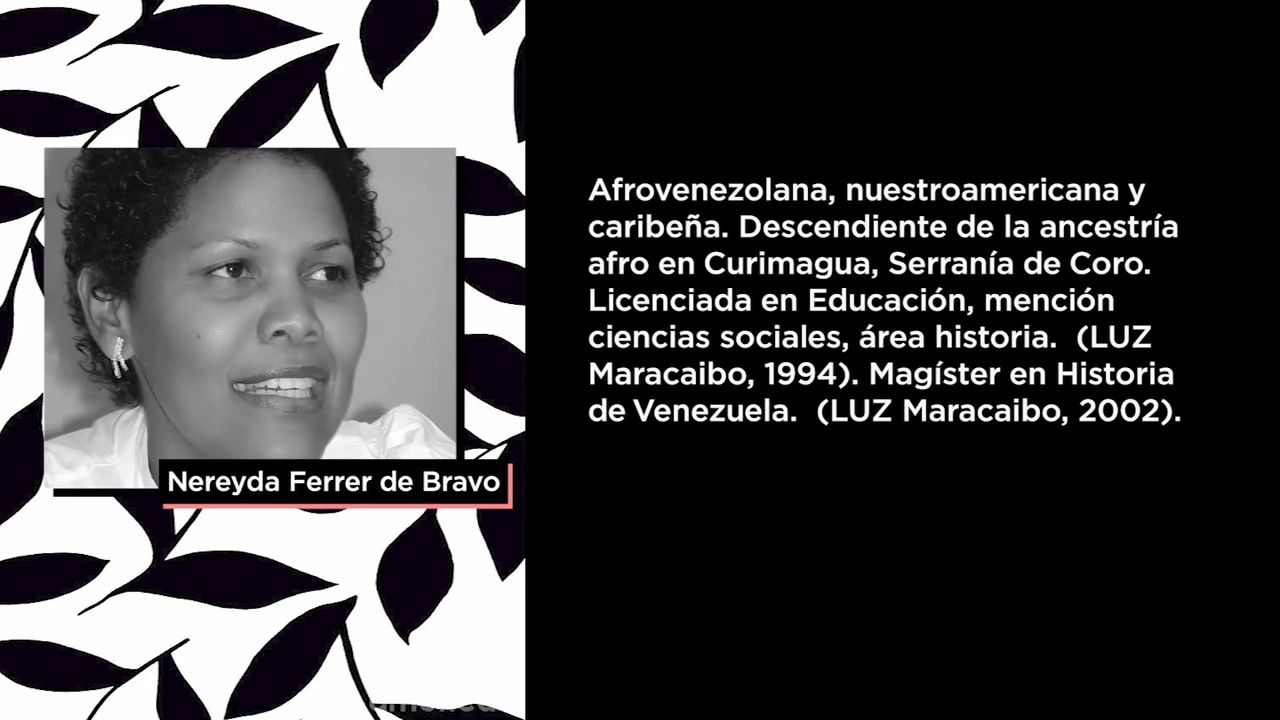 Afrovenezolana, nuestroamericana y
caribeña. Descendiente de la ancestría
afro en Curimagua, Serranía de Coro.
Licenciada en Educación, mención
ciencias sociales, área historia.  (LUZ
Maracaibo, 1994). Magíster en Historia
de Venezuela.  (LUZ Maracaibo, 2002).
Nereyda Ferrer de Bravo